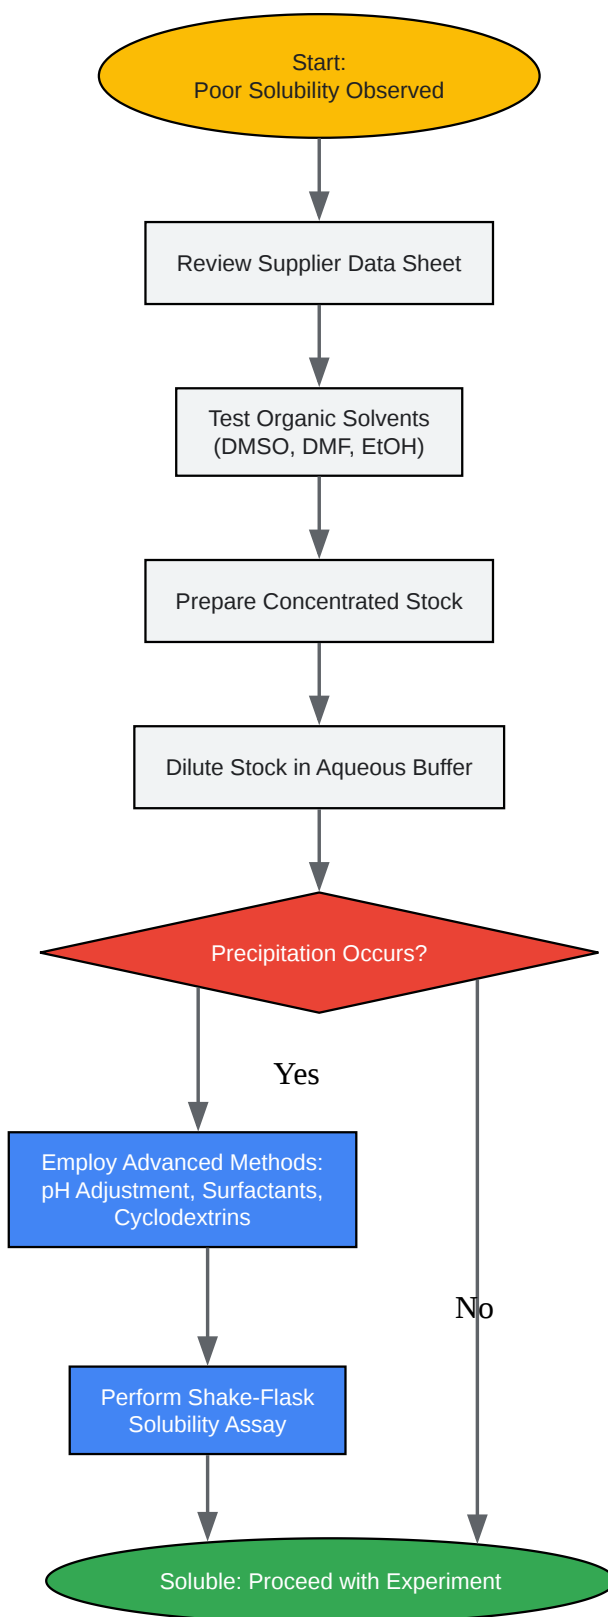 Start:
Poor Solubility Observed
Review Supplier Data Sheet
Test Organic Solvents
(DMSO, DMF, EtOH)
Prepare Concentrated Stock
Dilute Stock in Aqueous Buffer
Precipitation Occurs?
Yes
Employ Advanced Methods:
pH Adjustment, Surfactants,
Cyclodextrins
No
Perform Shake-Flask
Solubility Assay
Soluble: Proceed with Experiment